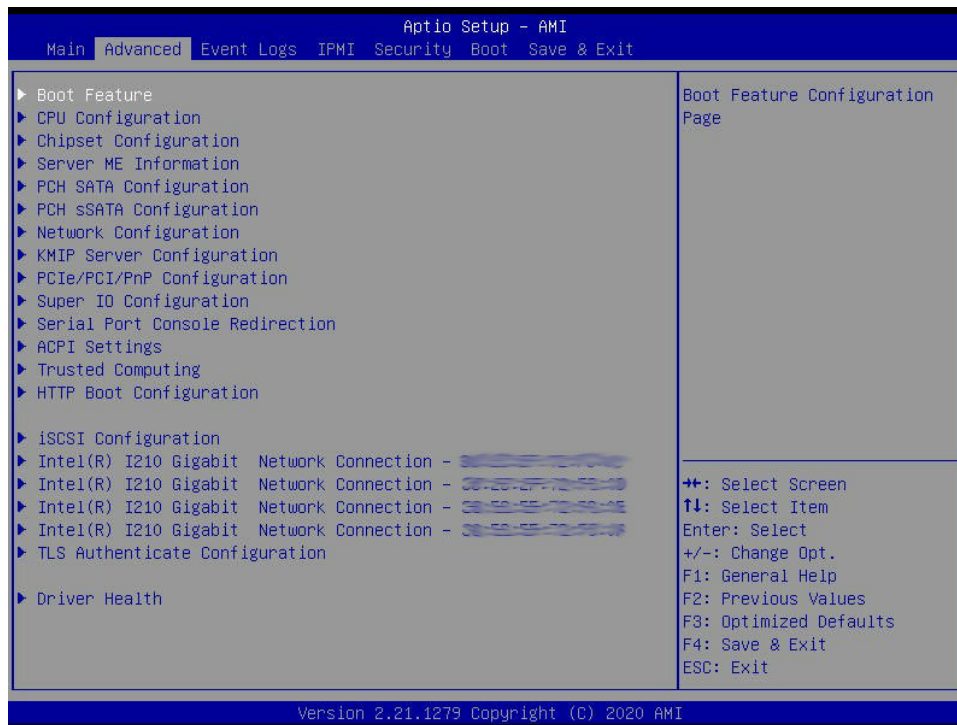 Aptio Setup – AMI
Main Advanced Event Logs IPMI Security Boot Save & Exit
Boot Feature
CPU Configuration
Chipset Configuration
Server ME Information
PCH SATA Configuration
PCH sSATA Configuration
Network Configuration
KMIP Server Configuration
PCIe/PCI/PnP Configuration
Super IO Configuration
Serial Port Console Redirection
ACPI Settings
Trusted Computing
HTTP Boot Configuration
iSCSI Configuration
Intel(R) I210 Gigabit Network Connection –
Intel(R) I210 Gigabit Network Connection –
Intel(R) I210 Gigabit Network Connection –
Intel(R) I210 Gigabit Network Connection –
TLS Authenticate Configuration
Driver Health
Boot Feature Configuration
Page
→←: Select Screen
↑↓: Select Item
Enter: Select
+/-: Change Opt.
F1: General Help
F2: Previous Values
F3: Optimized Defaults
F4: Save & Exit
ESC: Exit
Version 2.21.1279 Copyright (C) 2020 AMI